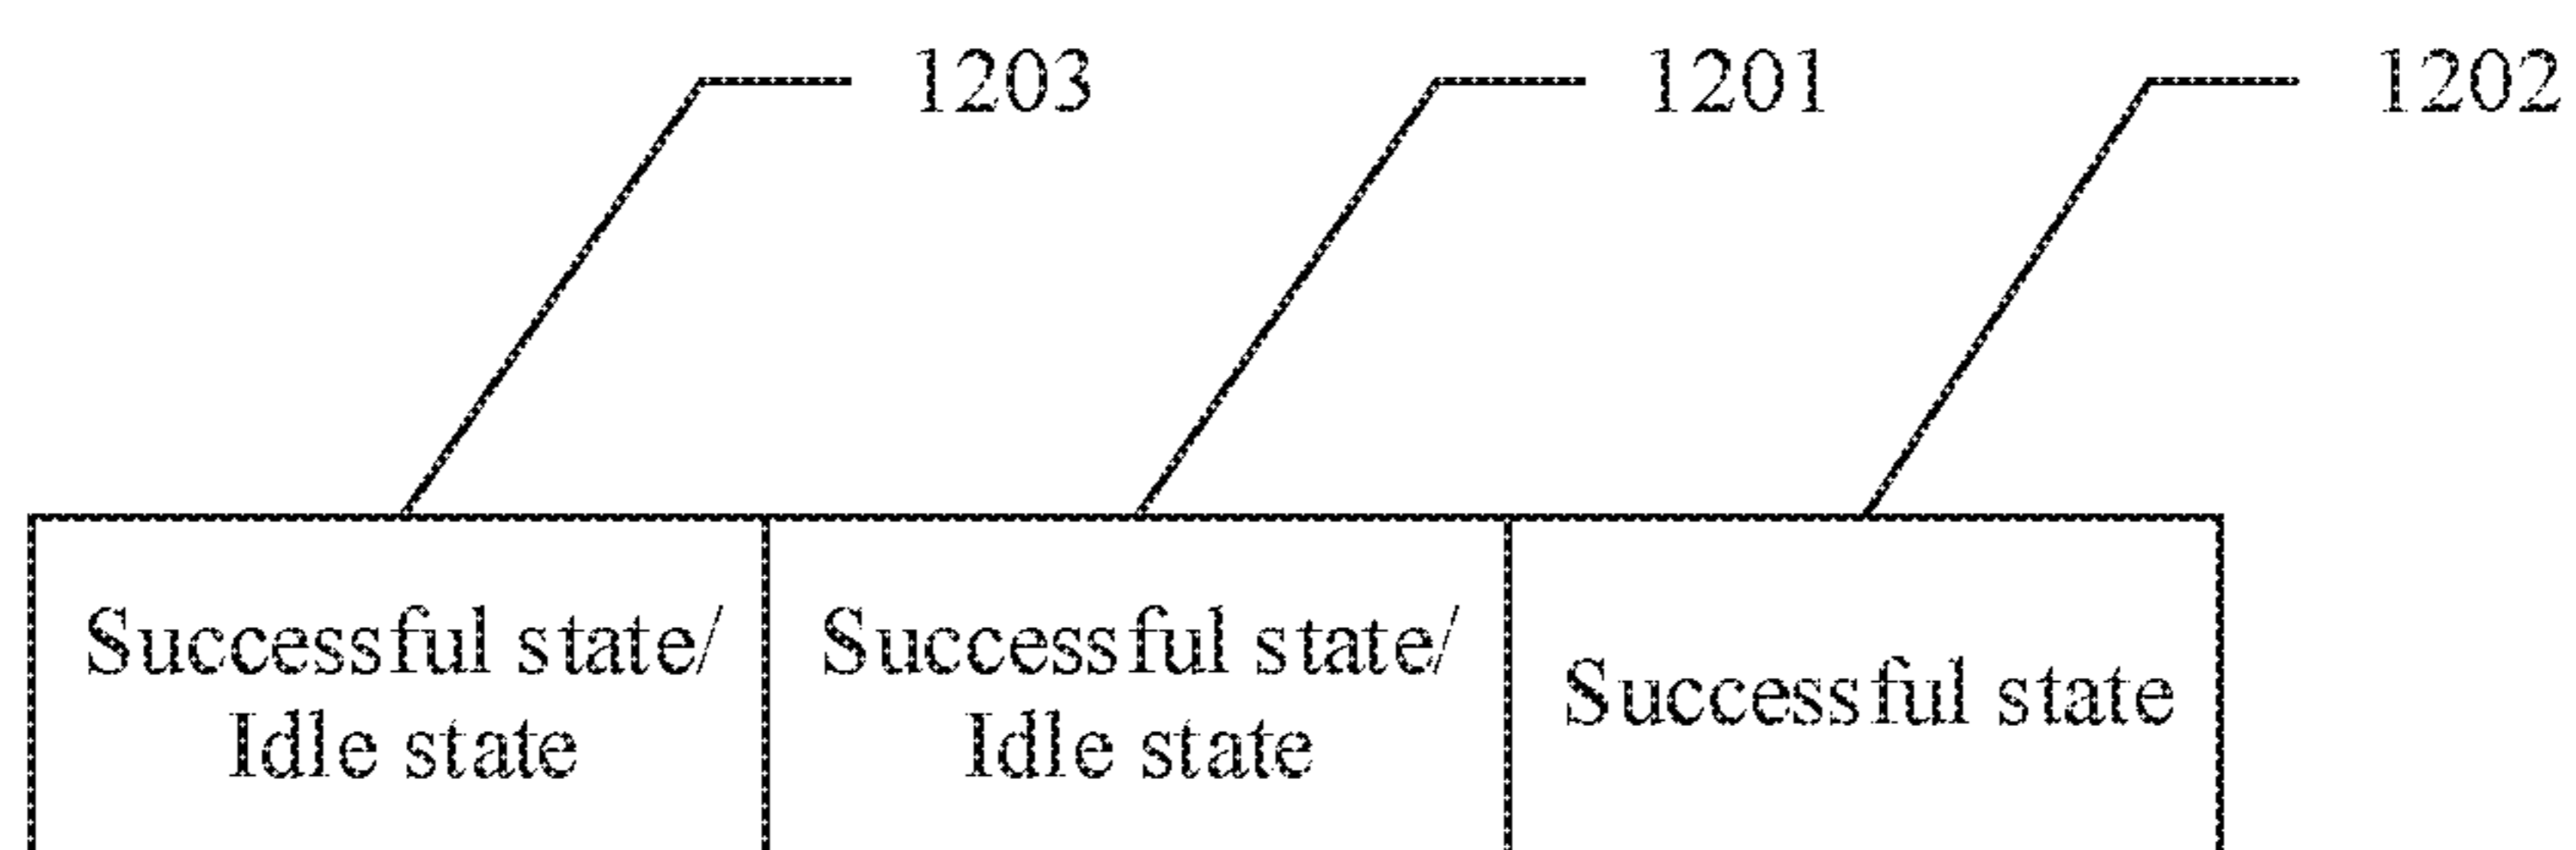 1203
1201
1202
Successful state/
Idle state
Successful state/
Idle state
Successful state